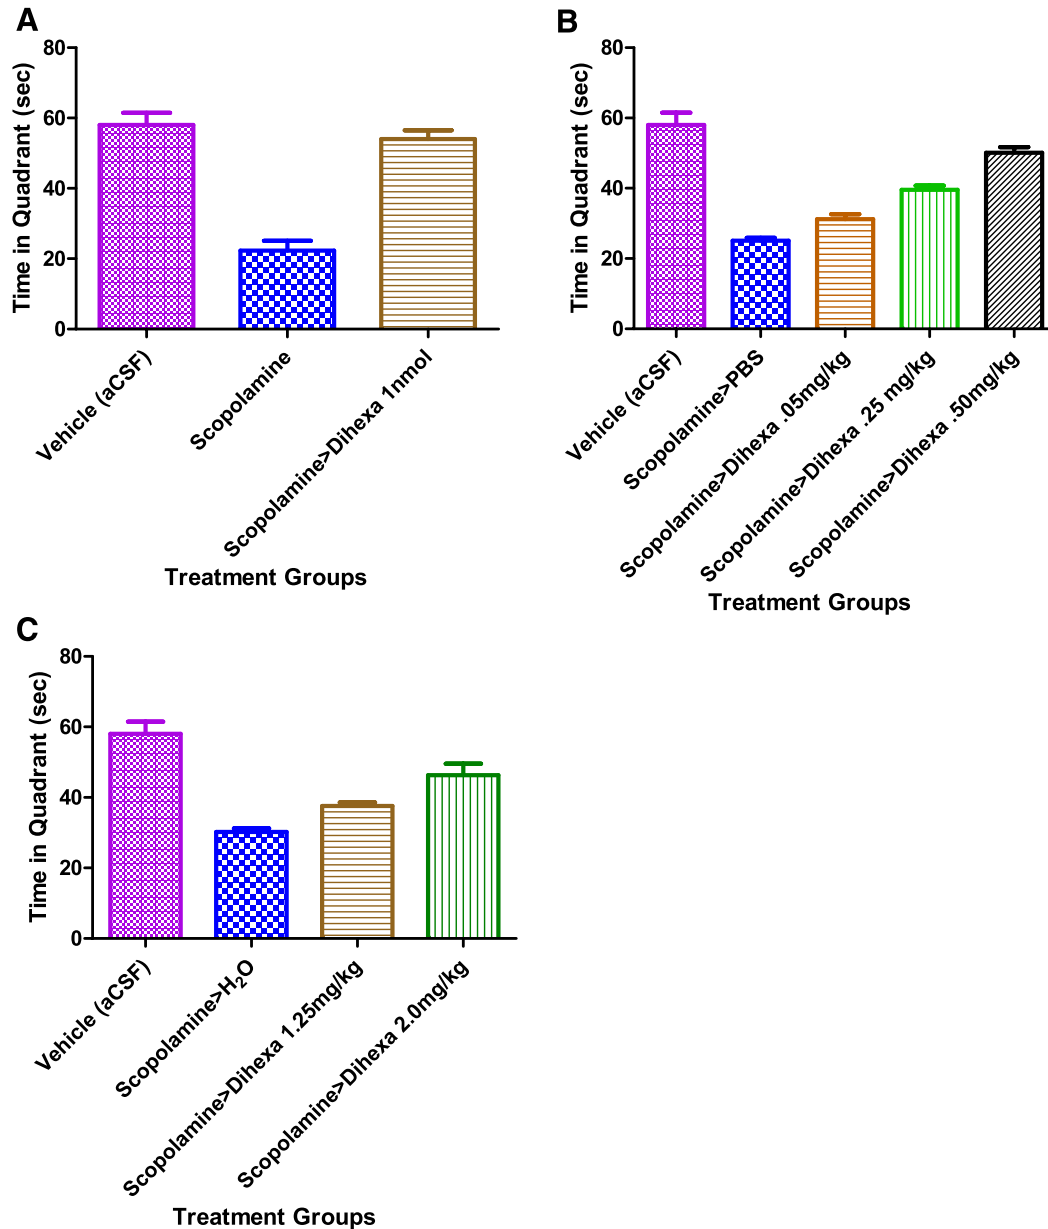 A
Time in Quadrant (sec)
80
60
40
20
0
Vehicle (aCSF)
Scopolamine
Scopolamine>Dihexa 1nmol
Treatment Groups
B
Time in Quadrant (sec)
80
60
40
20
0
Vehicle (aCSF)
Scopolamine>PBS
Scopolamine>Dihexa .05mg/kg
Scopolamine>Dihexa .25 mg/kg
Scopolamine>Dihexa .50mg/kg
Treatment Groups
C
Time in Quadrant (sec)
80
60
40
20
0
Vehicle (aCSF)
Scopolamine>H₂O
Scopolamine>Dihexa 1.25mg/kg
Scopolamine>Dihexa 2.0mg/kg
Treatment Groups